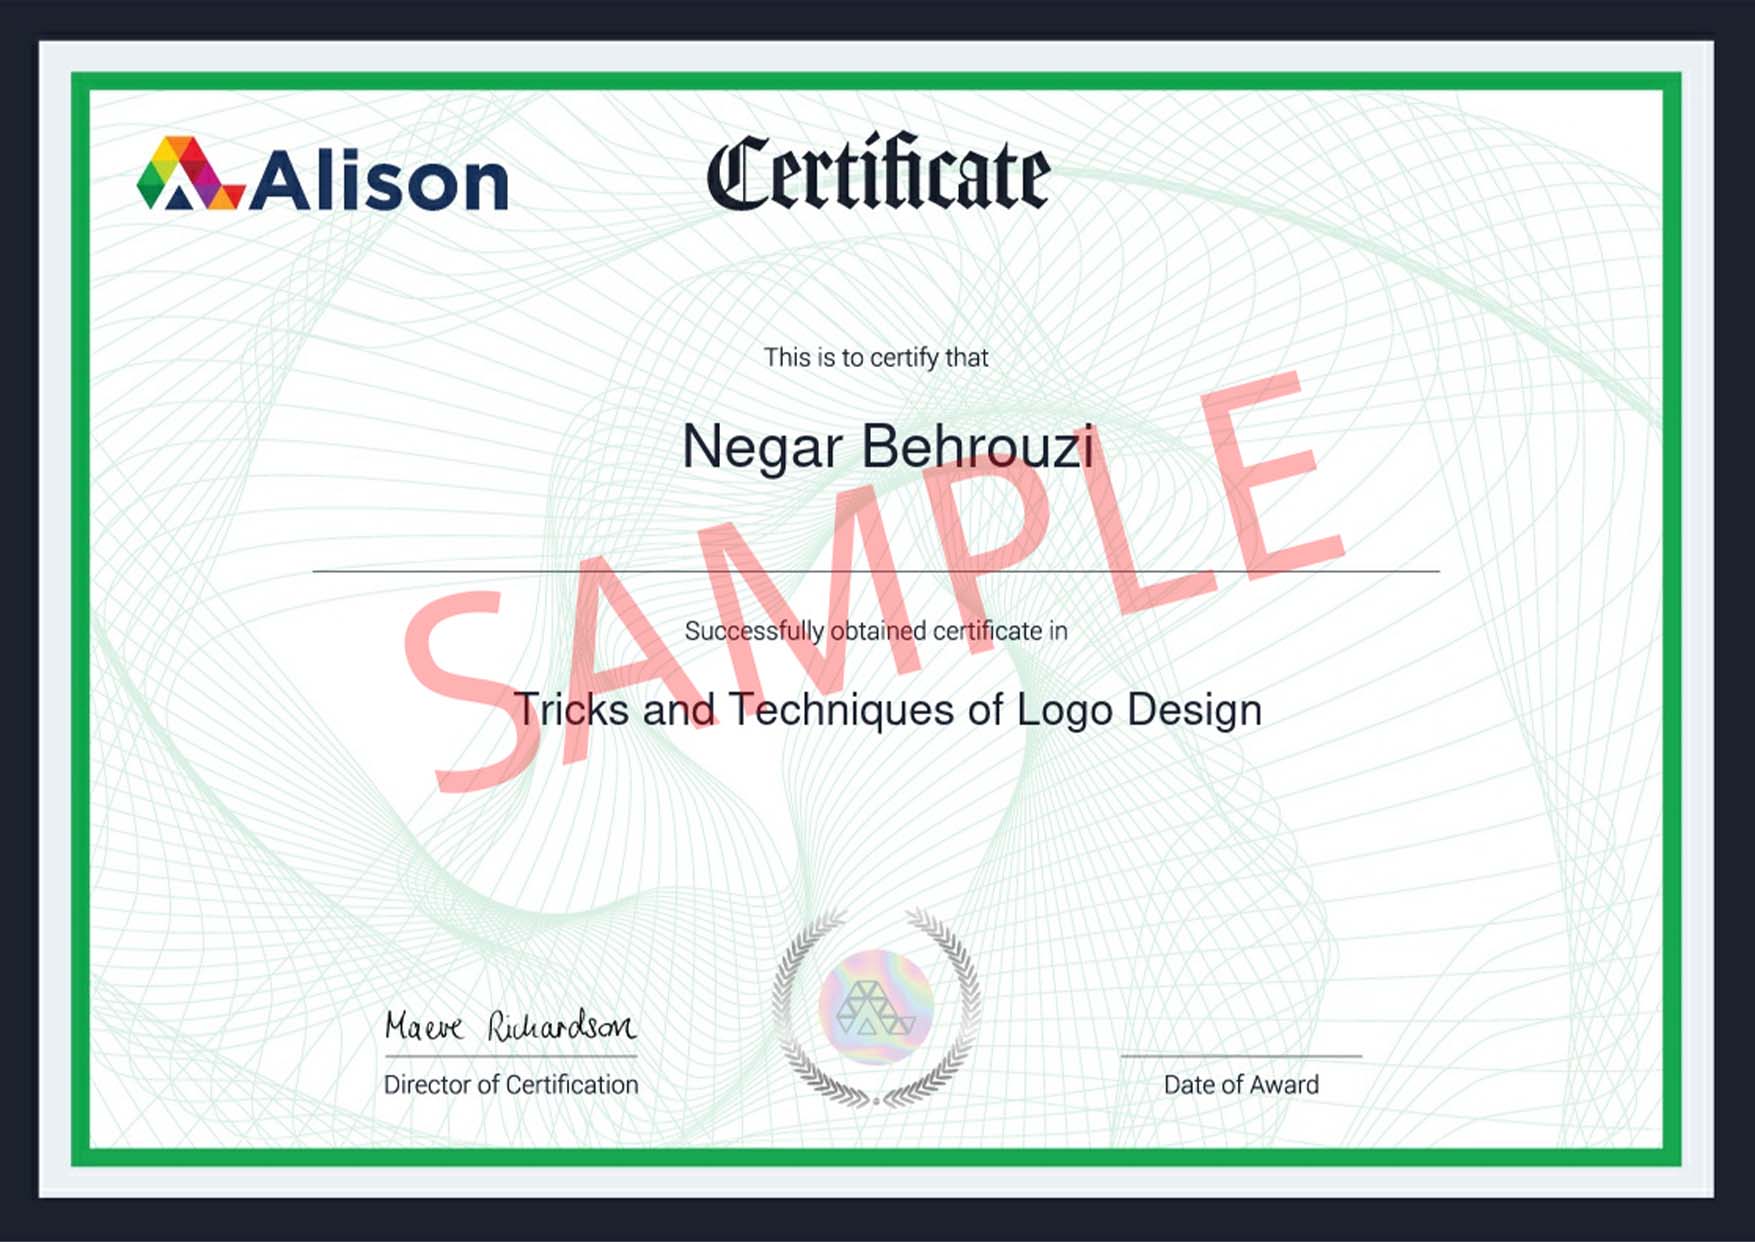 Alison
Certificate
This is to certify that
Negar Behrouzi
SAMPLE
Successfully obtained certificate in
Tricks and Techniques of Logo Design
Maeve Richardson
Director of Certification
Date of Award